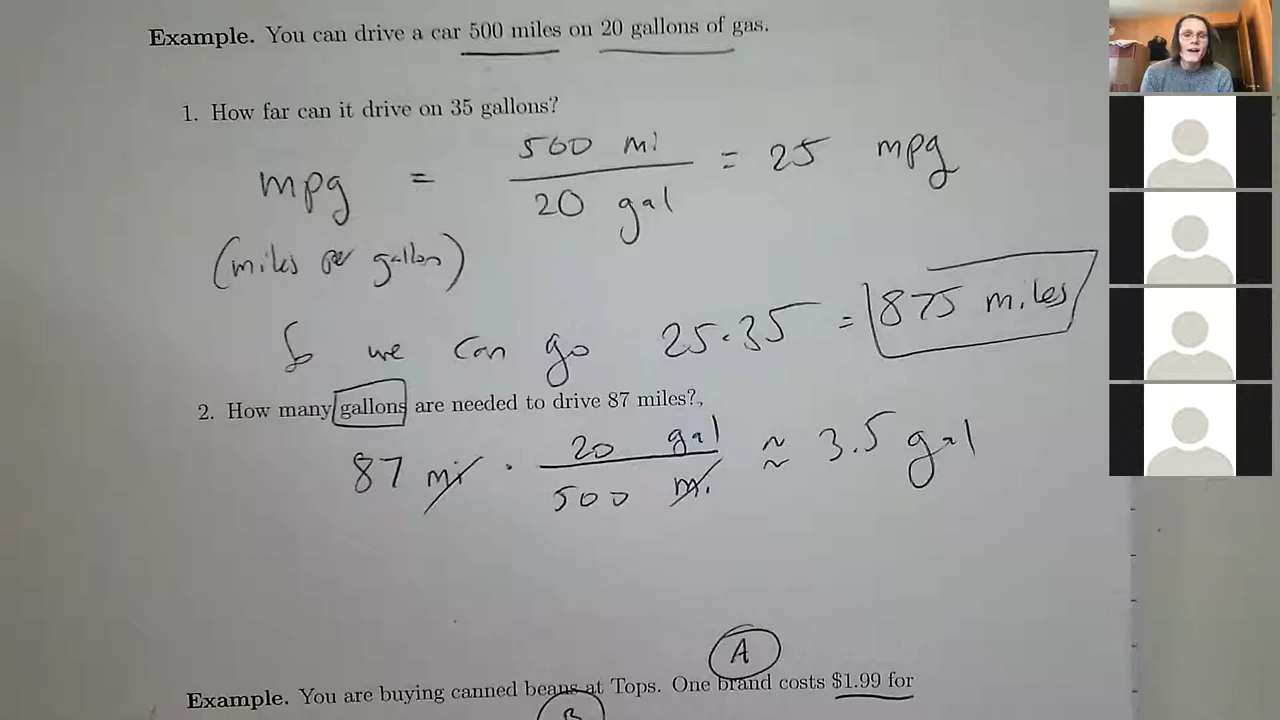 Example. You can drive a car 500 miles on 20 gallons of gas.
1. How far can it drive on 35 gallons?
mpg = 500 mi / 20 gal = 25 mpg
(miles per gallon)
So we can go 25·35 = 875 miles
2. How many gallons are needed to drive 87 miles?,
87 mi · 20 gal / 500 mi ≈ 3.5 gal
A
Example. You are buying canned beans at Tops. One brand costs $1.99 for
B